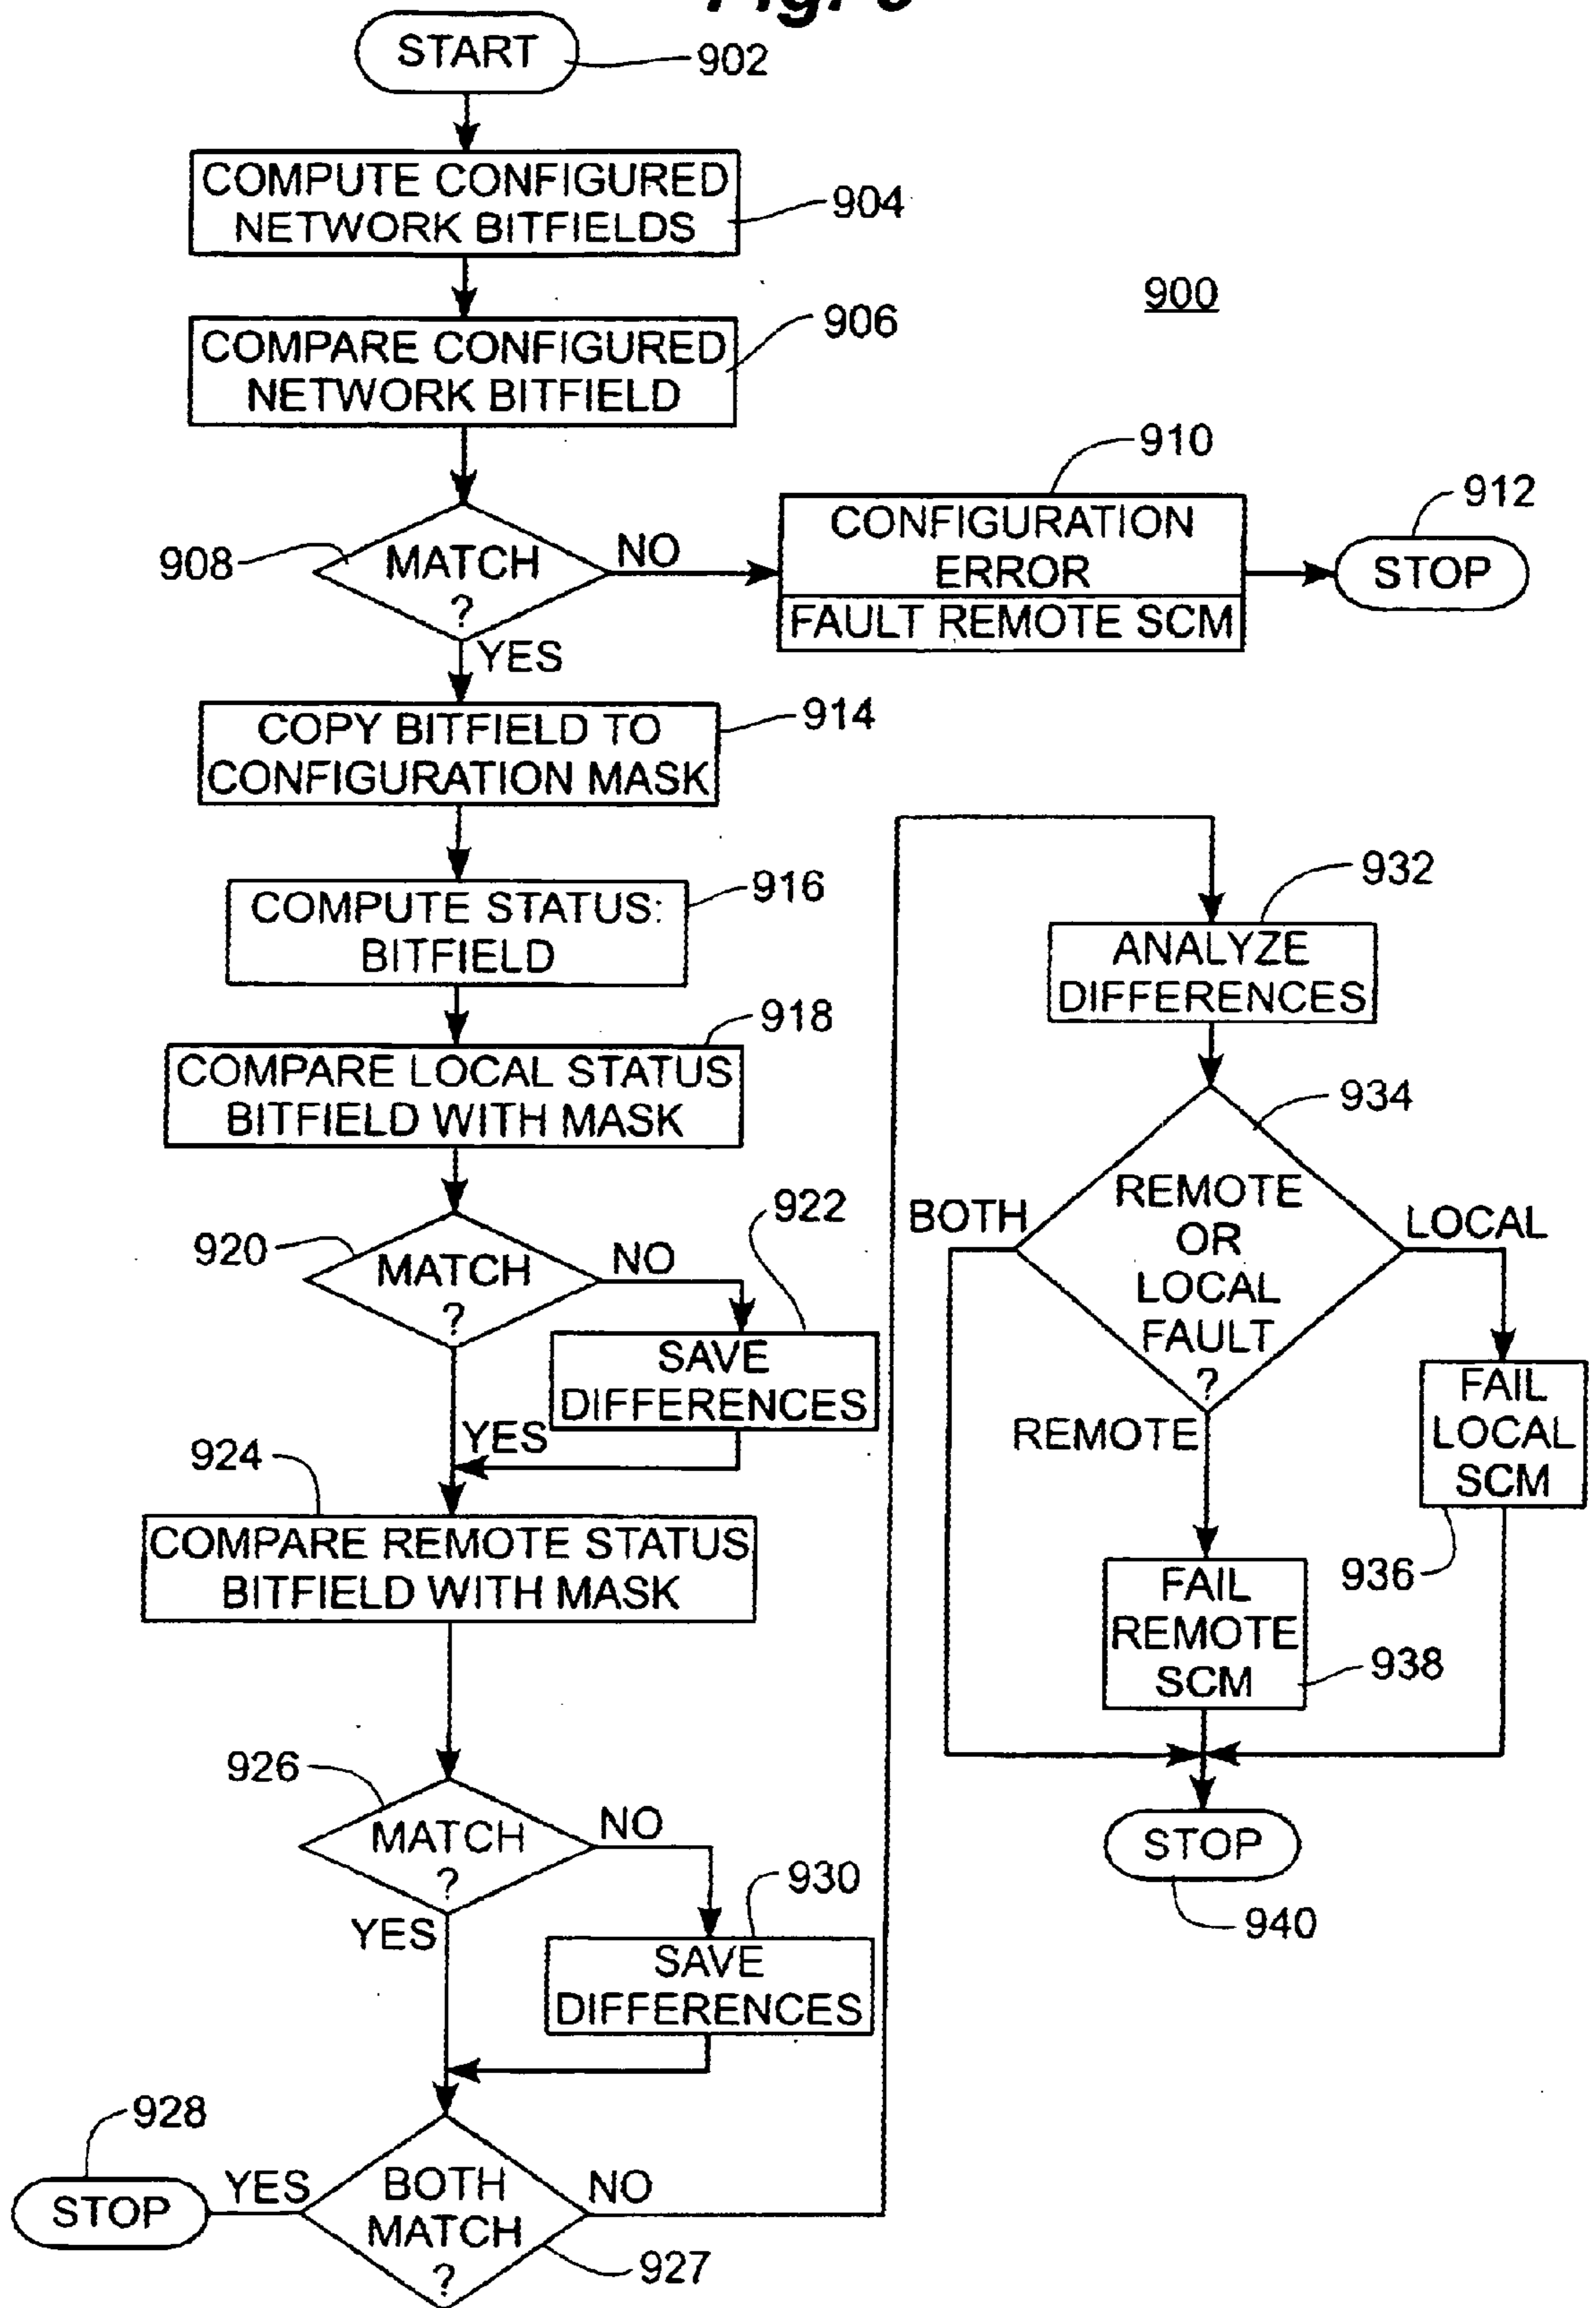 START
902
COMPUTE CONFIGURED
NETWORK BITFIELDS
904
900
COMPARE CONFIGURED
NETWORK BITFIELD
906
908
MATCH
?
NO
YES
910
CONFIGURATION
ERROR
FAULT REMOTE SCM
912
STOP
COPY BITFIELD TO
CONFIGURATION MASK
914
COMPUTE STATUS:
BITFIELD
916
COMPARE LOCAL STATUS
BITFIELD WITH MASK
918
920
MATCH
?
NO
YES
922
SAVE
DIFFERENCES
924
COMPARE REMOTE STATUS
BITFIELD WITH MASK
926
MATCH
?
NO
YES
930
SAVE
DIFFERENCES
928
STOP
YES
BOTH
MATCH
?
NO
927
932
ANALYZE
DIFFERENCES
934
REMOTE
OR
LOCAL
FAULT
?
BOTH
LOCAL
REMOTE
FAIL
LOCAL
SCM
936
FAIL
REMOTE
SCM
938
STOP
940